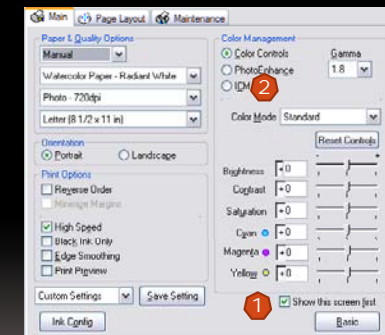 Main Page Layout Maintenance
Paper & Quality Options
Manual
Watercolor Paper - Radiant White
Photo - 720dpi
Letter (8 1/2 x 11 in)
Orientation
Portrait Landscape
Print Options
Reverse Order
Minimize Margins
High Speed
Black Ink Only
Edge Smoothing
Print Preview
Custom Settings Save Setting
Ink Config
Color Management
Color Controls Gamma
PhotoEnhance 1.8
ICM 2
Color Mode Standard
Reset Controls
- +
Brightness +0
Contrast +0
Saturation +0
Cyan +0
Magenta +0
Yellow +0
1 Show this screen first
Basic